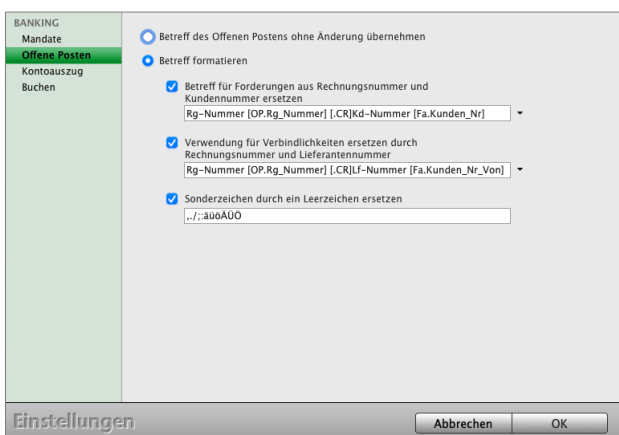 BANKING
Mandate
Offene Posten
Kontoauszug
Buchen
Betreff des Offenen Postens ohne Änderung übernehmen
Betreff formatieren
Betreff für Forderungen aus Rechnungsnummer und
Kundennummer ersetzen
Rg-Nummer [OP.Rg_Nummer] [.CR]Kd-Nummer [Fa.Kunden_Nr]
Verwendung für Verbindlichkeiten ersetzen durch
Rechnungsnummer und Lieferantennummer
Rg-Nummer [OP.Rg_Nummer] [.CR]Lf-Nummer [Fa.Kunden_Nr_Von]
Sonderzeichen durch ein Leerzeichen ersetzen
,./;:äüöÄÜÖ
Einstellungen
Abbrechen
OK